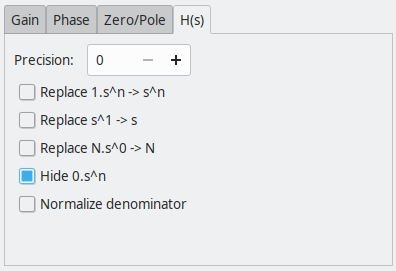 Gain Phase Zero/Pole H(s)
Precision: 0 − +
Replace 1.s^n -> s^n
Replace s^1 -> s
Replace N.s^0 -> N
Hide 0.s^n
Normalize denominator